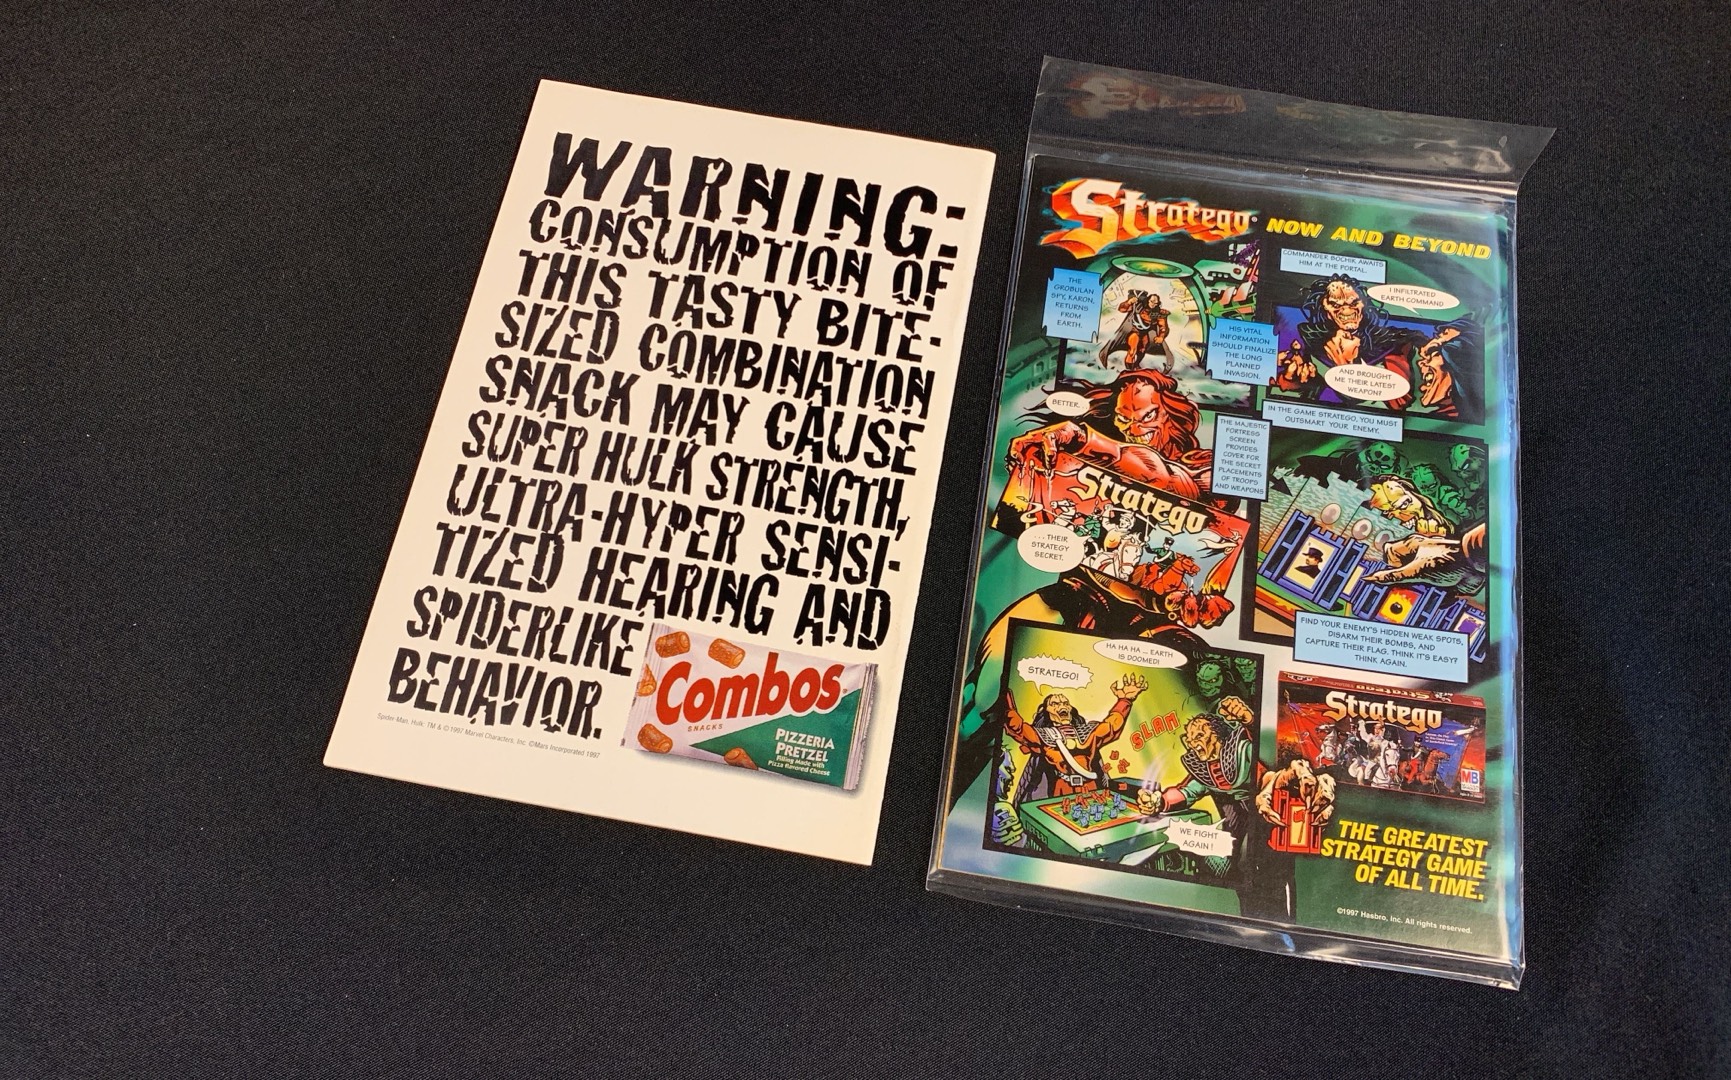 WARNING:
CONSUMPTION OF
THIS TASTY BITE-
SIZED COMBINATION
SNACK MAY CAUSE
SUPER HULK STRENGTH,
ULTRA-HYPER SENSI-
TIZED HEARING AND
SPIDERLIKE
BEHAVIOR.
Combos
SNACKS
PIZZERIA
PRETZEL
Filling Made with
Pizza flavored Cheese
Spider-Man, Hulk: TM & © 1997 Marvel Characters, Inc. ©Mars Incorporated 1997
Stratego®
NOW AND BEYOND
THE
GROBULAN
SPY, KARON,
RETURNS
FROM
EARTH.
HIS VITAL
INFORMATION
SHOULD FINALIZE
THE LONG
PLANNED
INVASION.
COMMANDER BOCHIK AWAITS
HIM AT THE PORTAL.
I INFILTRATED
EARTH COMMAND
AND BROUGHT
ME THEIR LATEST
WEAPON?
BETTER,
Stratego
...THEIR
STRATEGY
SECRET.
IN THE GAME STRATEGO, YOU MUST
OUTSMART YOUR ENEMY.
THE MAJESTIC
FORTRESS
SCREEN
PROVIDES
COVER FOR
THE SECRET
PLACEMENTS
OF TROOPS
AND WEAPONS
FIND YOUR ENEMY'S HIDDEN WEAK SPOTS,
DISARM THEIR BOMBS, AND
CAPTURE THEIR FLAG. THINK IT'S EASY?
THINK AGAIN.
STRATEGO!
HA HA HA ... EARTH
IS DOOMED!
SLAM
WE FIGHT
AGAIN!
Stratego
Stratego
MB
THE GREATEST
STRATEGY GAME
OF ALL TIME.
©1997 Hasbro, Inc. All rights reserved.